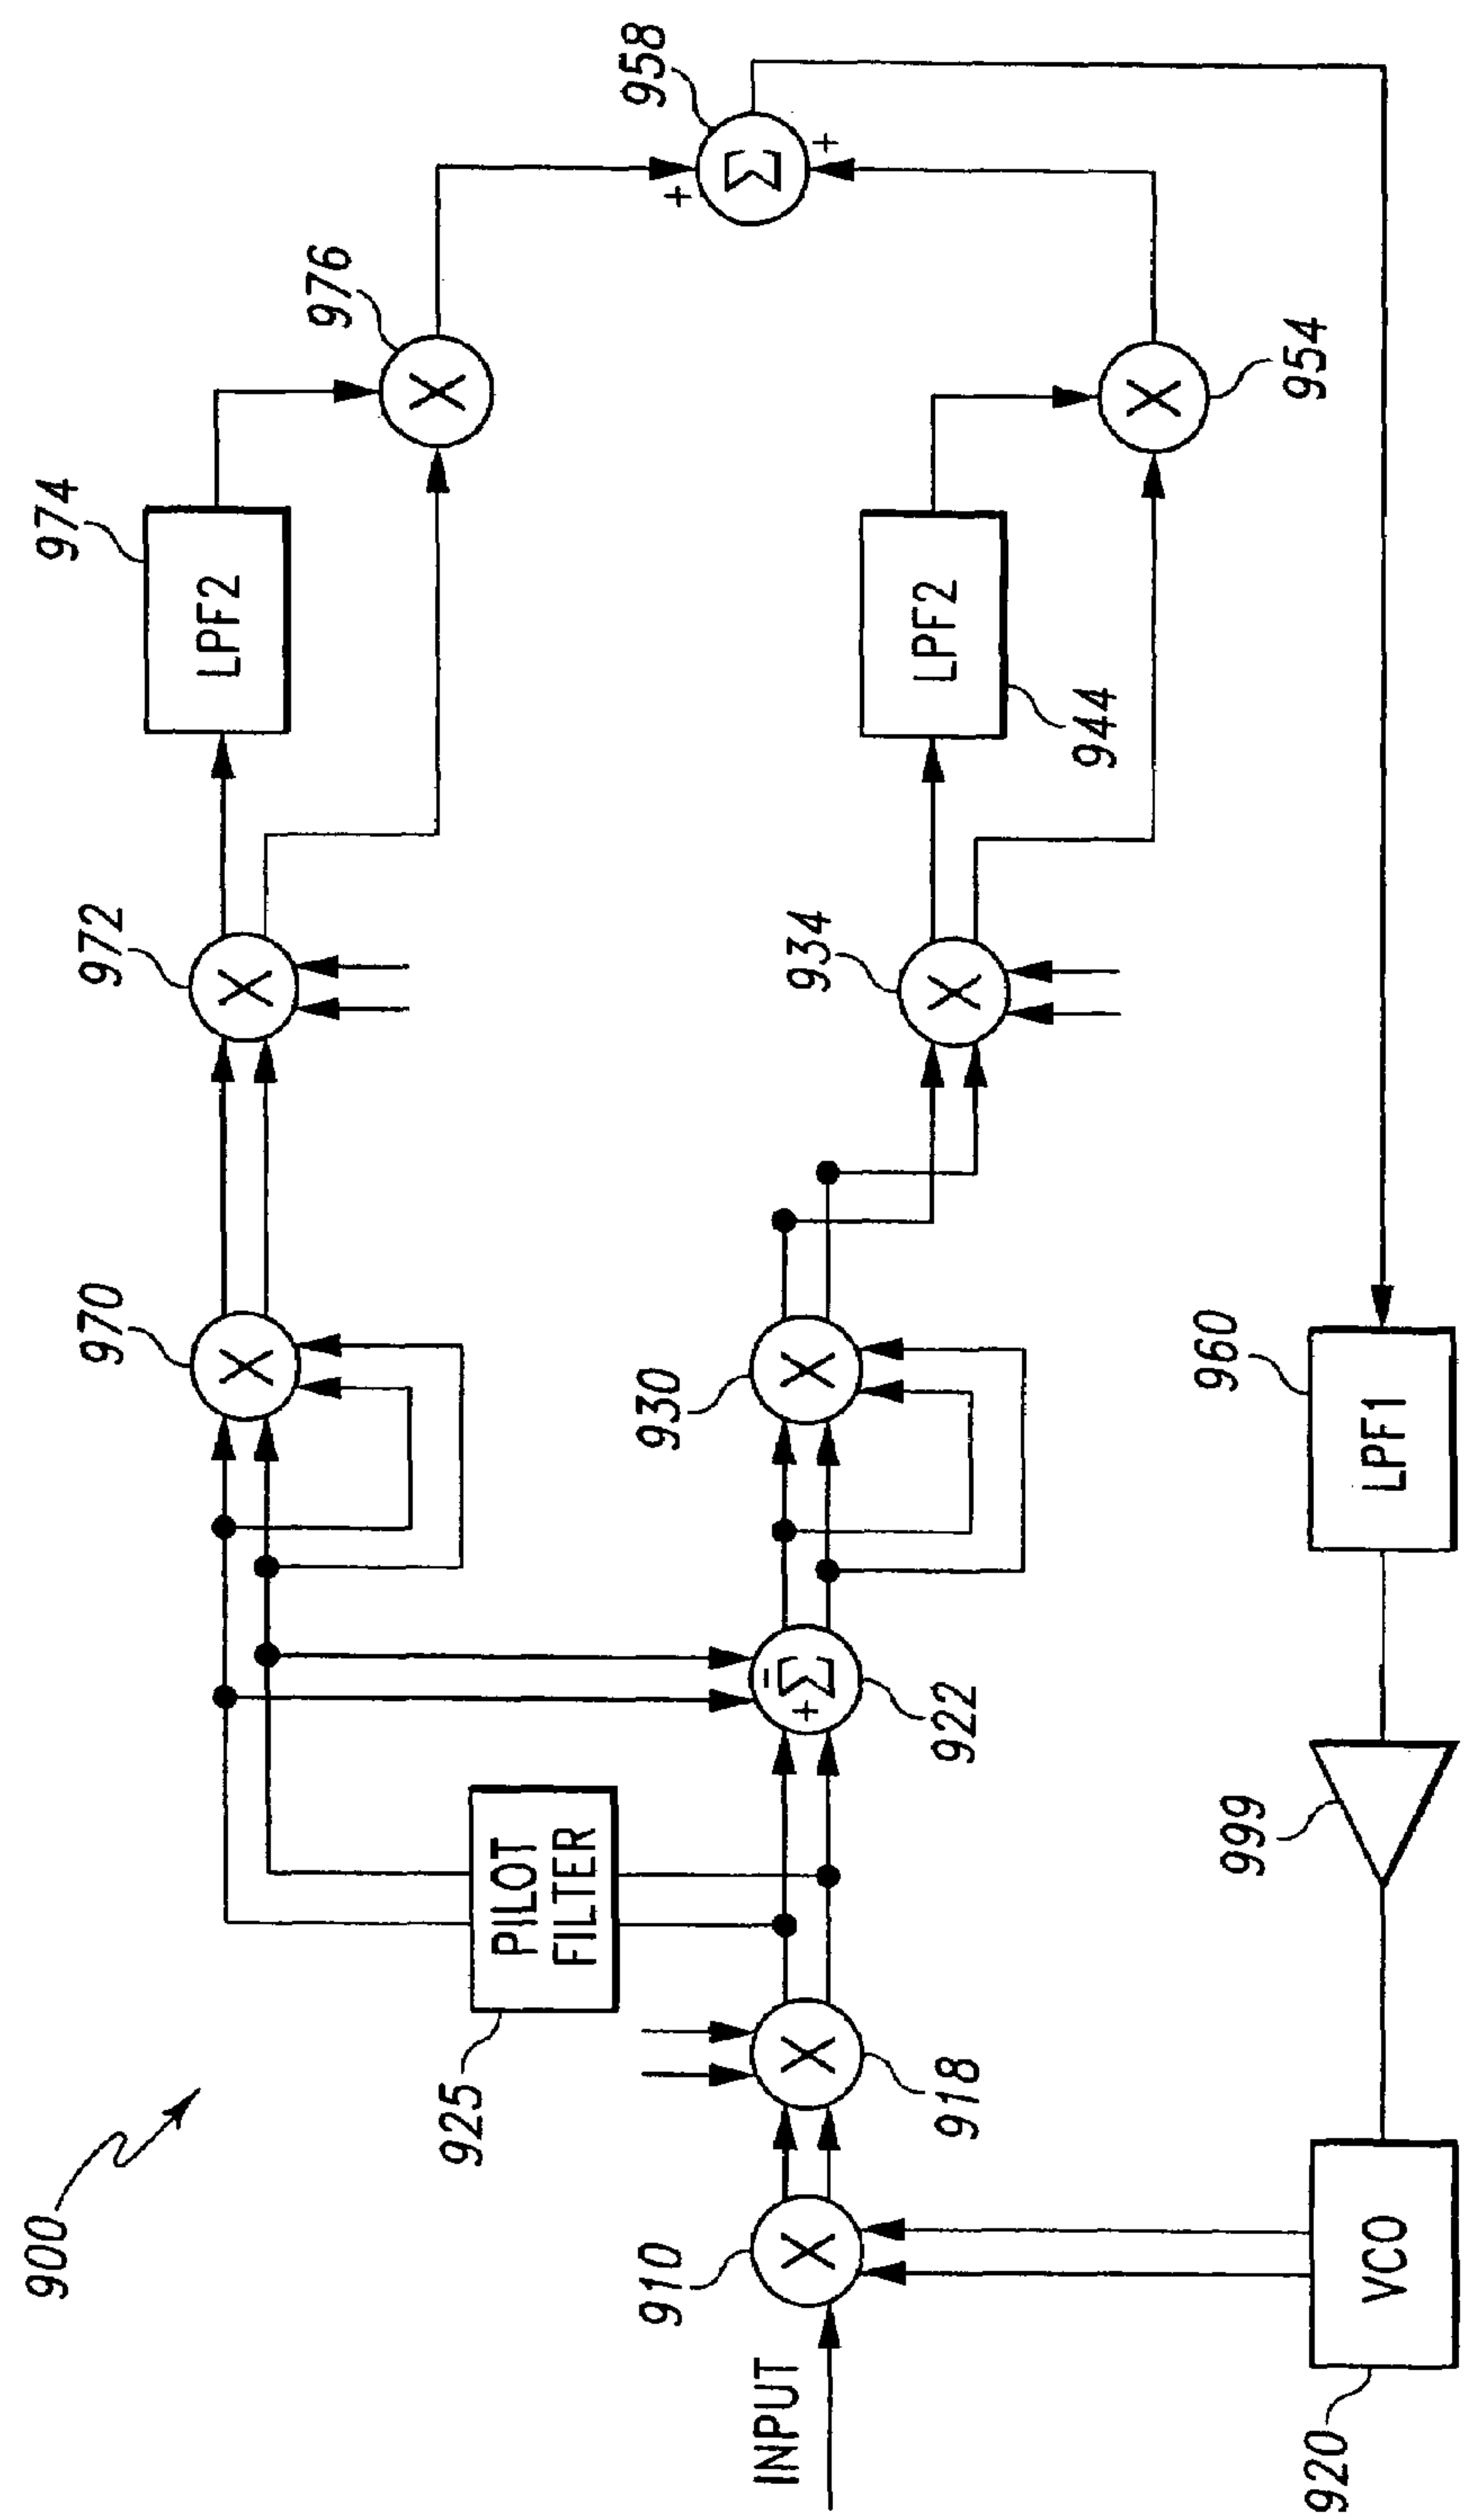 900
974
LPF2
976
972
970
958
PILOT
FILTER
925
930
934
LPF2
944
954
Σ
+
+
X
X
X
X
X
X
X
X
+
-
Σ
922
918
910
INPUT
960
LPF1
999
VCO
920